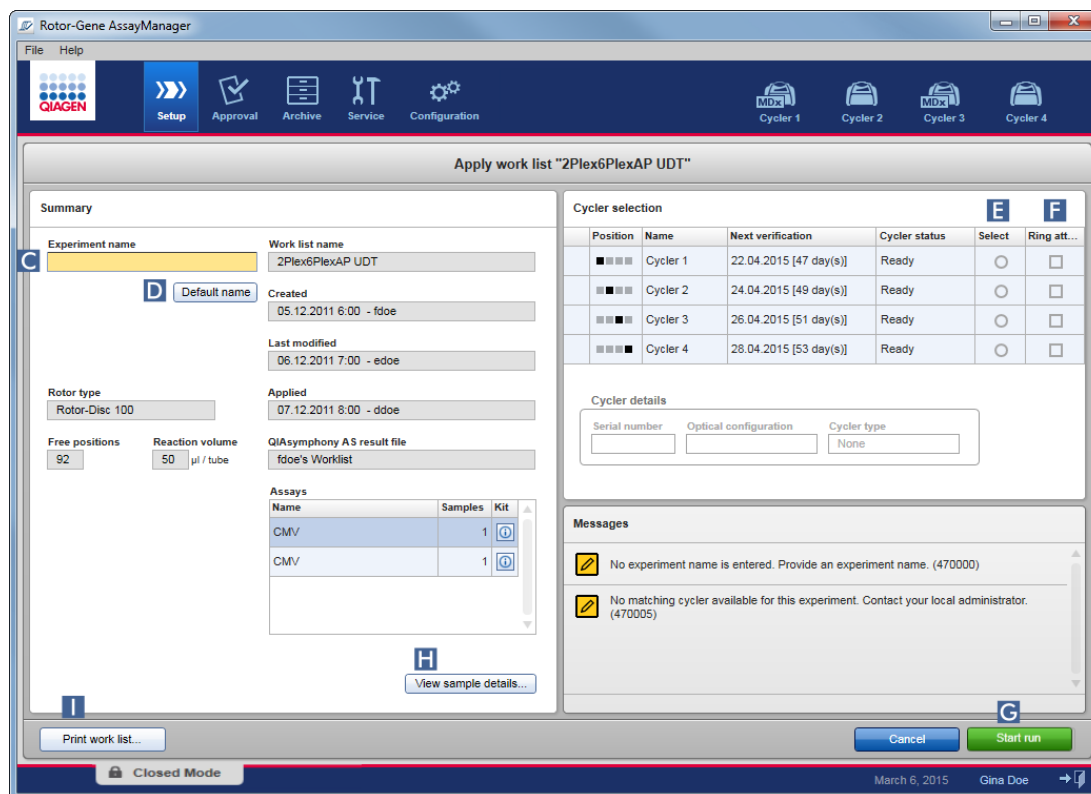 Rotor-Gene AssayManager
File Help
QIAGEN
Setup Approval Archive Service Configuration
MDx Cycler 1 Cycler 2 MDx Cycler 3 Cycler 4
Apply work list "2Plex6PlexAP UDT"
Summary
Experiment name
C
D Default name
Work list name
2Plex6PlexAP UDT
Created
05.12.2011 6:00 - fdoe
Last modified
06.12.2011 7:00 - edoe
Rotor type
Rotor-Disc 100
Applied
07.12.2011 8:00 - ddoe
Free positions
92
Reaction volume
50 µl / tube
QIAsymphony AS result file
fdoe's Worklist
Assays
Name Samples Kit
CMV 1
CMV 1
H
View sample details...
I
Print work list...
Cycler selection
E F
Position Name Next verification Cycler status Select Ring att...
Cycler 1 22.04.2015 [47 day(s)] Ready
Cycler 2 24.04.2015 [49 day(s)] Ready
Cycler 3 26.04.2015 [51 day(s)] Ready
Cycler 4 28.04.2015 [53 day(s)] Ready
Cycler details
Serial number Optical configuration Cycler type
None
Messages
No experiment name is entered. Provide an experiment name. (470000)
No matching cycler available for this experiment. Contact your local administrator.
(470005)
G
Cancel Start run
Closed Mode
March 6, 2015 Gina Doe